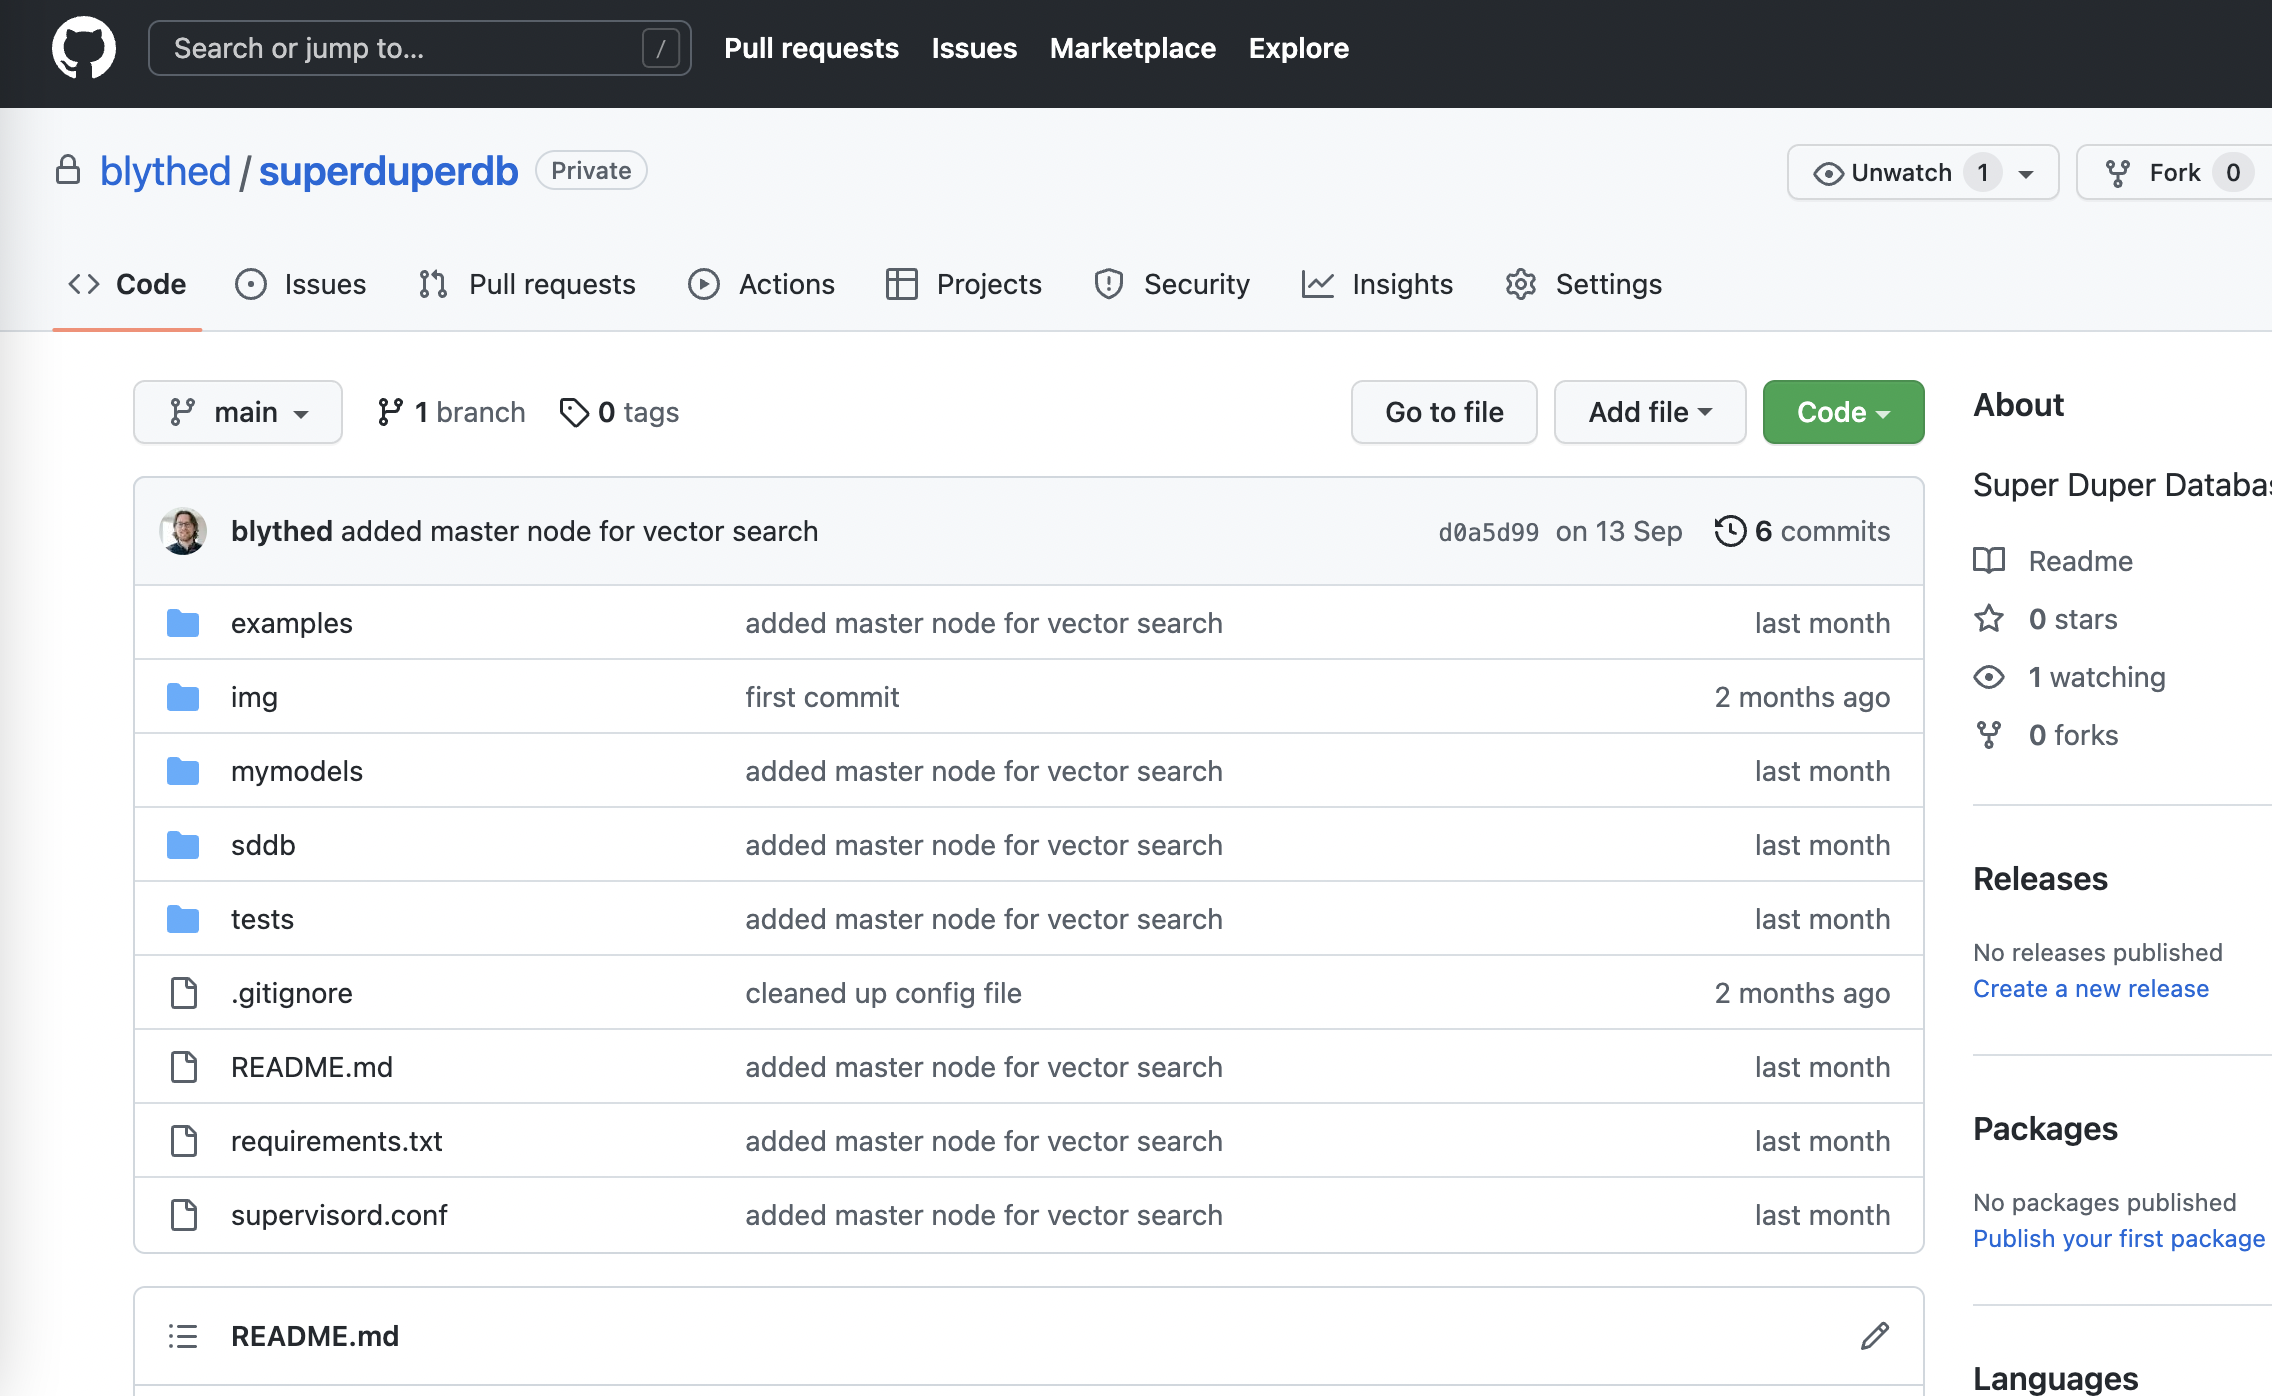 Search or jump to... / Pull requests Issues Marketplace Explore
blythed / superduperdb Private Unwatch 1 Fork 0
Code Issues Pull requests Actions Projects Security Insights Settings
main 1 branch 0 tags Go to file Add file Code
blythed added master node for vector search d0a5d99 on 13 Sep 6 commits
examples added master node for vector search last month
img first commit 2 months ago
mymodels added master node for vector search last month
sddb added master node for vector search last month
tests added master node for vector search last month
.gitignore cleaned up config file 2 months ago
README.md added master node for vector search last month
requirements.txt added master node for vector search last month
supervisord.conf added master node for vector search last month
README.md
About
Super Duper Databas
Readme
0 stars
1 watching
0 forks
Releases
No releases published
Create a new release
Packages
No packages published
Publish your first package
Languages